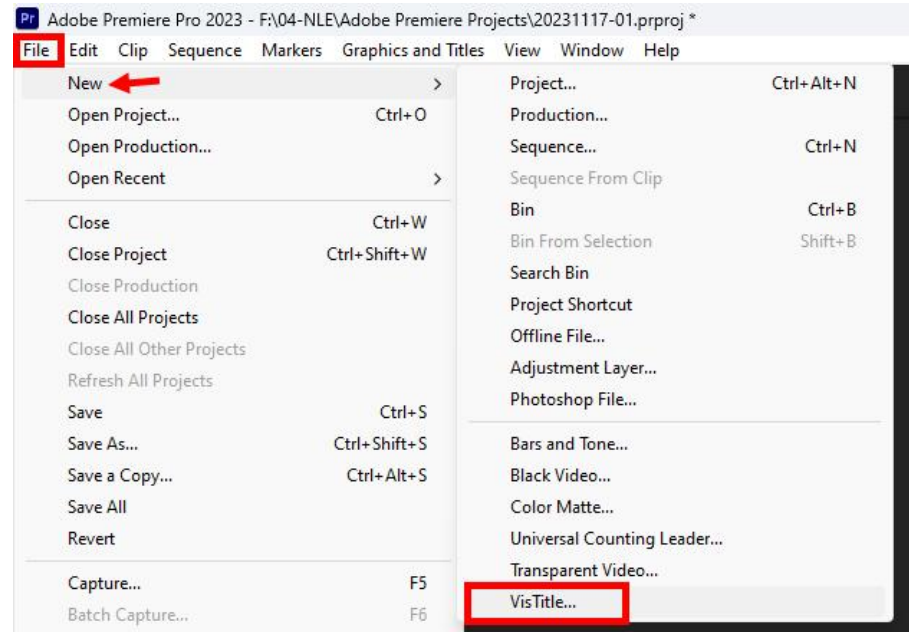 Pr Adobe Premiere Pro 2023 - F:\04-NLE\Adobe Premiere Projects\20231117-01.prproj *
File Edit Clip Sequence Markers Graphics and Titles View Window Help
New >
Open Project... Ctrl+O
Open Production...
Open Recent >
Close Ctrl+W
Close Project Ctrl+Shift+W
Close Production
Close All Projects
Close All Other Projects
Refresh All Projects
Save Ctrl+S
Save As... Ctrl+Shift+S
Save a Copy... Ctrl+Alt+S
Save All
Revert
Capture... F5
Batch Capture... F6
Project... Ctrl+Alt+N
Production...
Sequence... Ctrl+N
Sequence From Clip
Bin Ctrl+B
Bin From Selection Shift+B
Search Bin
Project Shortcut
Offline File...
Adjustment Layer...
Photoshop File...
Bars and Tone...
Black Video...
Color Matte...
Universal Counting Leader...
Transparent Video...
VisTitle...